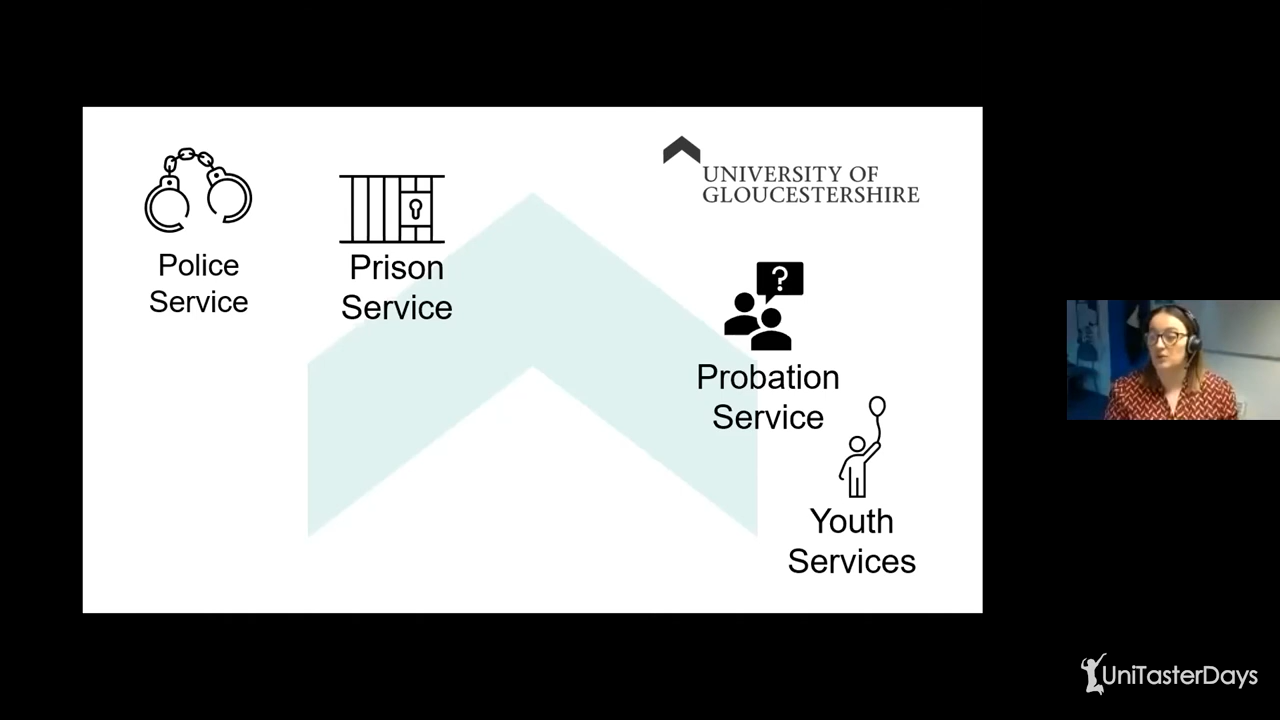 UNIVERSITY OF
GLOUCESTERSHIRE
Police
Service
Prison
Service
?
Probation
Service
Youth
Services
UniTasterDays